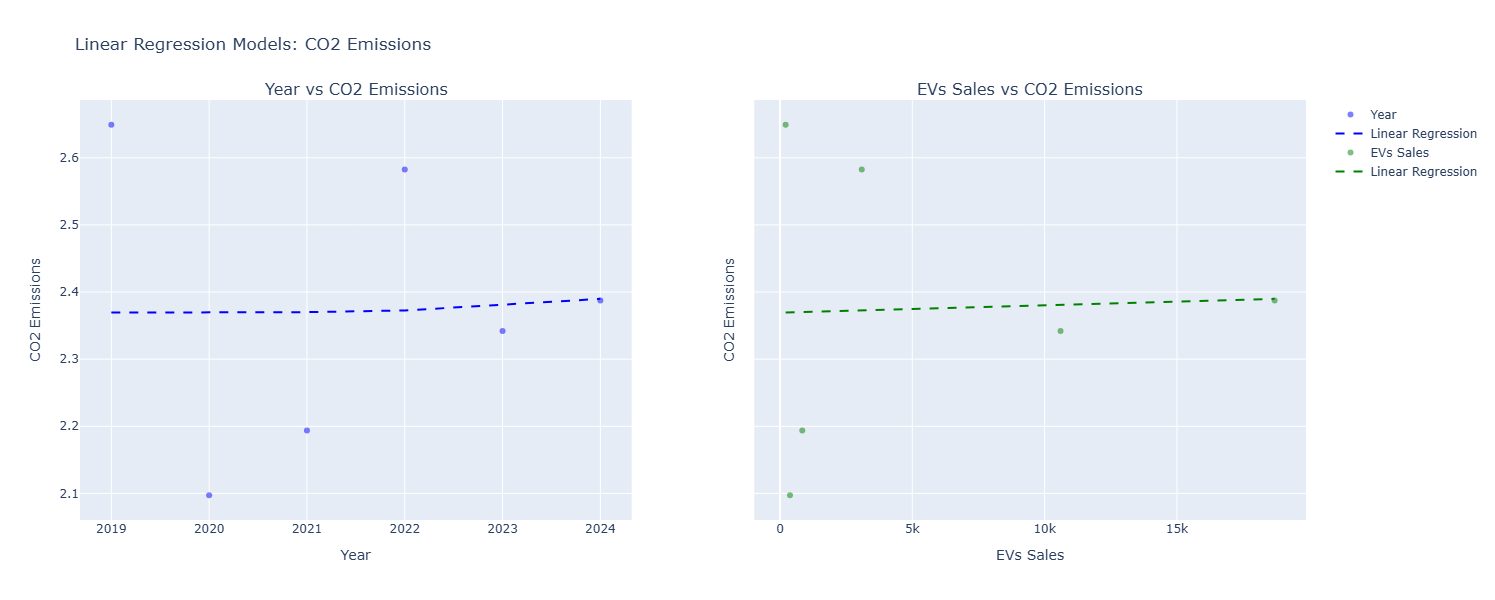 Linear Regression Models: CO2 Emissions
Year vs CO2 Emissions
CO2 Emissions
2.6
2.5
2.4
2.3
2.2
2.1
2019 2020 2021 2022 2023 2024
Year
EVs Sales vs CO2 Emissions
CO2 Emissions
0 5k 10k 15k
EVs Sales
Year
Linear Regression
EVs Sales
Linear Regression